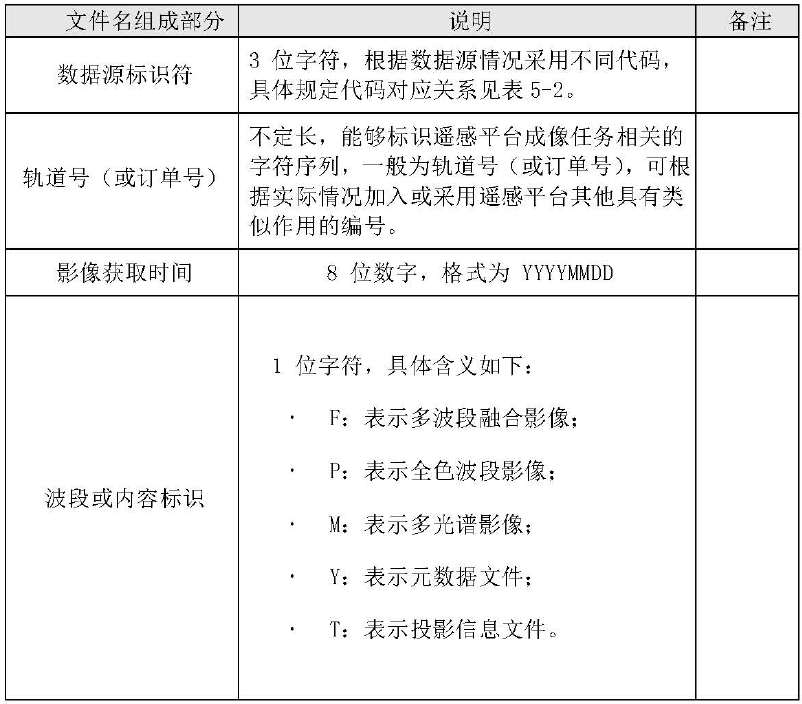 文件名组成部分 说明 备注
数据源标识符
3 位字符，根据数据源情况采用不同代码，
具体规定代码对应关系见表 5-2。
轨道号（或订单号）
不定长，能够标识遥感平台成像任务相关的
字符序列，一般为轨道号（或订单号），可根
据实际情况加入或采用遥感平台其他具有类
似作用的编号。
影像获取时间 8 位数字，格式为 YYYYMMDD
波段或内容标识
1 位字符，具体含义如下：
· F：表示多波段融合影像；
· P：表示全色波段影像；
· M：表示多光谱影像；
· Y：表示元数据文件；
· T：表示投影信息文件。